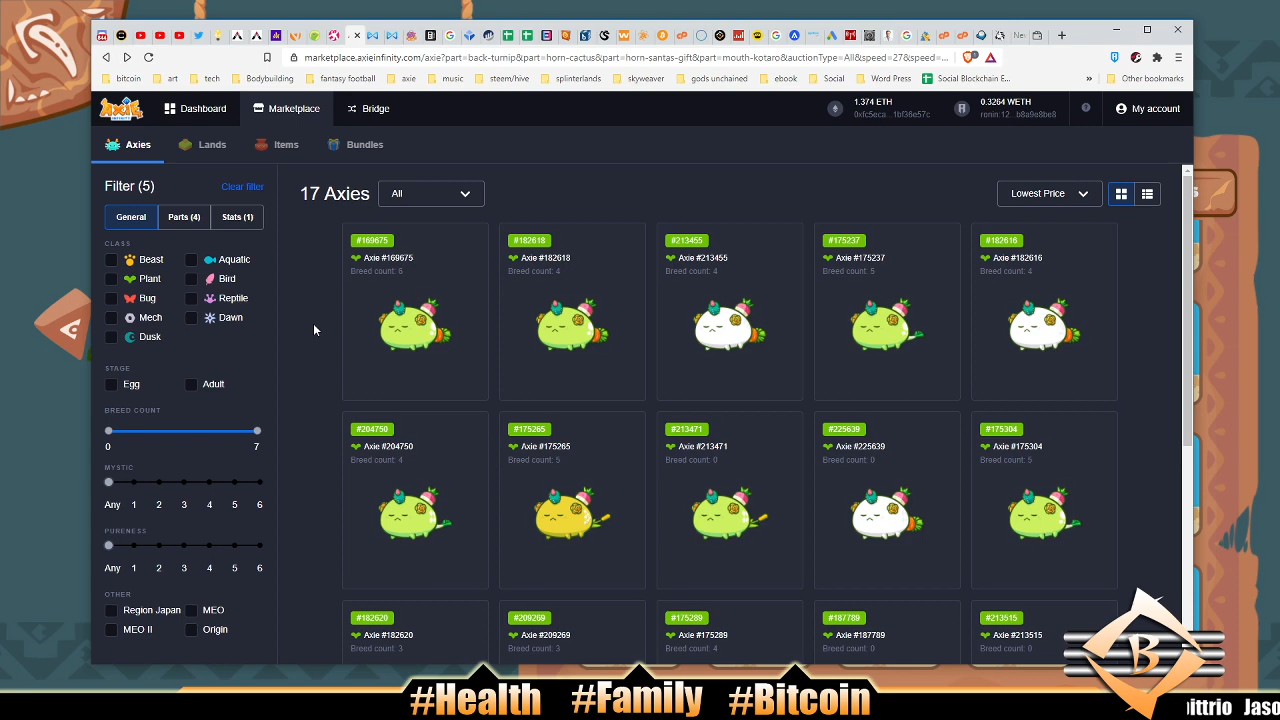 marketplace.axieinfinity.com/axie?part=back-turnip&part=horn-cactus&part=horn-santas-gift&part=mouth-kotaro&auctionType=All&speed=27&speed=...
bitcoin art tech Bodybuilding fantasy football axie music steem/hive splinterlands skyweaver gods unchained ebook Social Word Press Social Blockchain E... » Other bookmarks
AXIE Dashboard Marketplace Bridge
1.374 ETH
0xfc5eca...1bf36e57c
0.3264 WETH
ronin:12...b8a9e8be8
My account
Axies Lands Items Bundles
Filter (5) Clear filter
General Parts (4) Stats (1)
CLASS
Beast Aquatic
Plant Bird
Bug Reptile
Mech Dawn
Dusk
STAGE
Egg Adult
BREED COUNT
0 7
MYSTIC
Any 1 2 3 4 5 6
PURENESS
Any 1 2 3 4 5 6
OTHER
Region Japan MEO
MEO II Origin
17 Axies All Lowest Price
#169675 #182618 #213455 #175237 #182616
Axie #169675 Axie #182618 Axie #213455 Axie #175237 Axie #182616
Breed count: 6 Breed count: 4 Breed count: 4 Breed count: 5 Breed count: 4
#204750 #175265 #213471 #225639 #175304
Axie #204750 Axie #175265 Axie #213471 Axie #225639 Axie #175304
Breed count: 4 Breed count: 5 Breed count: 0 Breed count: 0 Breed count: 5
#182620 #209269 #175289 #187789 #213515
Axie #182620 Axie #209269 Axie #175289 Axie #187789 Axie #213515
Breed count: 3 Breed count: 3 Breed count: 4 Breed count: 0 Breed count: 0
B
#Health #Family #Bitcoin